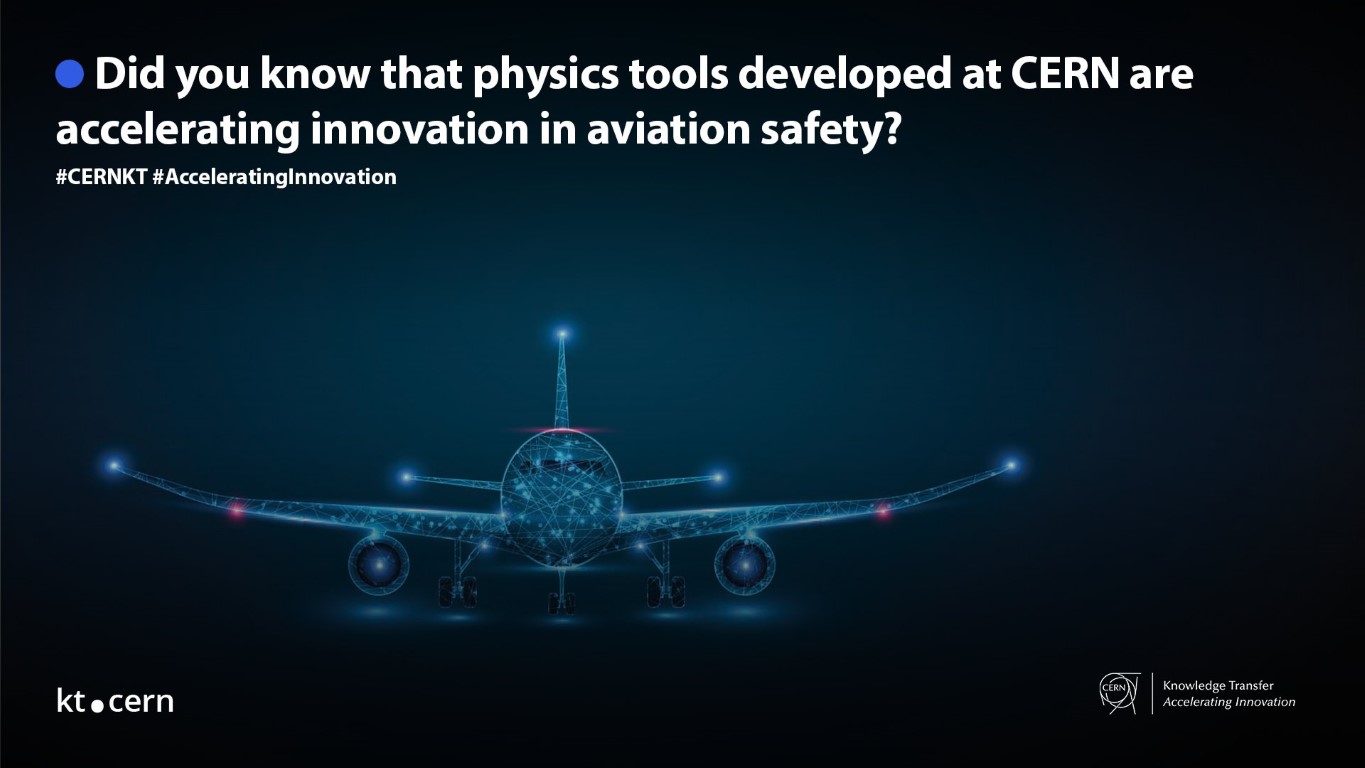 Did you know that physics tools developed at CERN are
accelerating innovation in aviation safety?
#CERNKT #AcceleratingInnovation
kt.cern
CERN
Knowledge Transfer
Accelerating Innovation